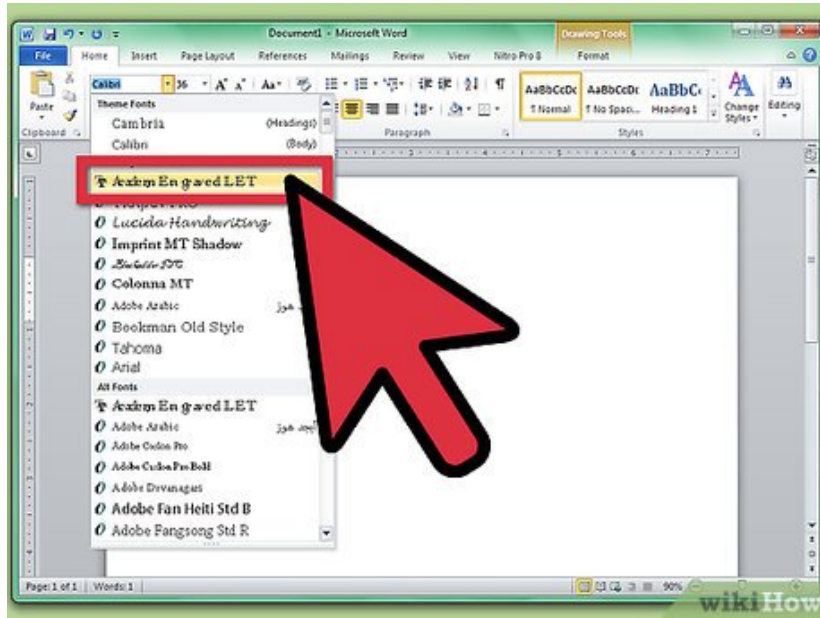 Document1 - Microsoft Word
Drawing Tools
File Home Insert Page Layout References Mailings Review View Nitro Pro 8 Format
Calibri 36
Paste
Clipboard
Paragraph
AaBbCcDc AaBbCcDc AaBbC
¶ Normal ¶ No Spaci... Heading 1
Change Styles
Styles
Editing
Theme Fonts
Cambria (Headings)
Calibri (Body)
LET
Lucida Handwriting
Imprint MT Shadow
Colonna MT
Adobe Arabic
Bookman Old Style
Tahoma
Arial
All Fonts
LET
Adobe Arabic
Adobe Caslon Pro
Adobe Caslon Pro Bold
Adobe Devanagari
Adobe Fan Heiti Std B
Adobe Fangsong Std R
Page: 1 of 1 Words: 1 90%
wikiHow